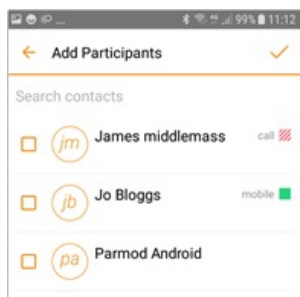 99% 11:12
Add Participants
Search contacts
jm James middlemass call
jb Jo Bloggs mobile
pa Parmod Android